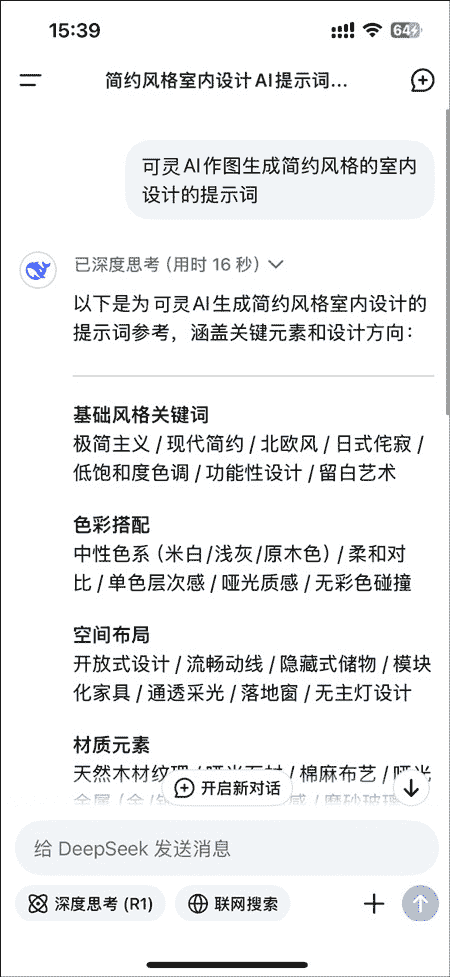 15:39
64
简约风格室内设计AI提示词...
可灵AI作图生成简约风格的室内
设计的提示词
已深度思考（用时 16 秒）
以下是为可灵AI生成简约风格室内设计的
提示词参考，涵盖关键元素和设计方向：
基础风格关键词
极简主义 / 现代简约 / 北欧风 / 日式侘寂 /
低饱和度色调 / 功能性设计 / 留白艺术
色彩搭配
中性色系（米白/浅灰/原木色）/ 柔和对
比 / 单色层次感 / 哑光质感 / 无彩色碰撞
空间布局
开放式设计 / 流畅动线 / 隐藏式储物 / 模块
化家具 / 通透采光 / 落地窗 / 无主灯设计
材质元素
天然木材纹理 / 哑光石材 / 棉麻布艺 / 哑光
金属
感 / 磨砂玻璃
开启新对话
给 DeepSeek 发送消息
深度思考 (R1)
联网搜索